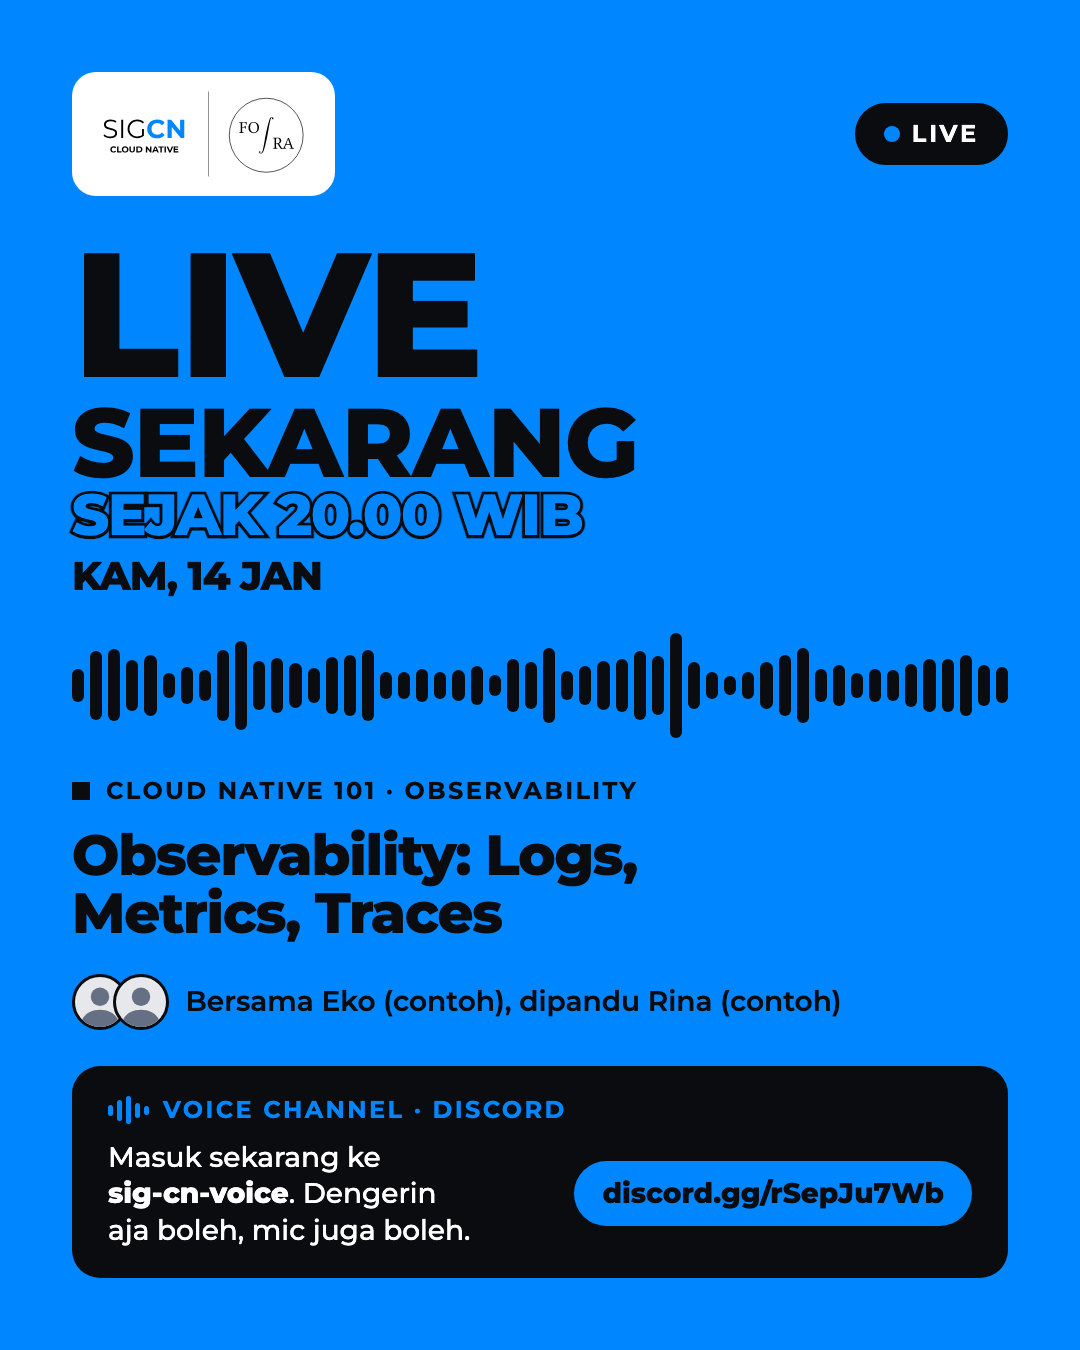 SIGCN
CLOUD NATIVE
FO
RA
LIVE
LIVE
SEKARANG
SEJAK 20.00 WIB
KAM, 14 JAN
CLOUD NATIVE 101 · OBSERVABILITY
Observability: Logs,
Metrics, Traces
Bersama Eko (contoh), dipandu Rina (contoh)
VOICE CHANNEL · DISCORD
Masuk sekarang ke
sig-cn-voice. Dengerin
aja boleh, mic juga boleh.
discord.gg/rSepJu7Wb